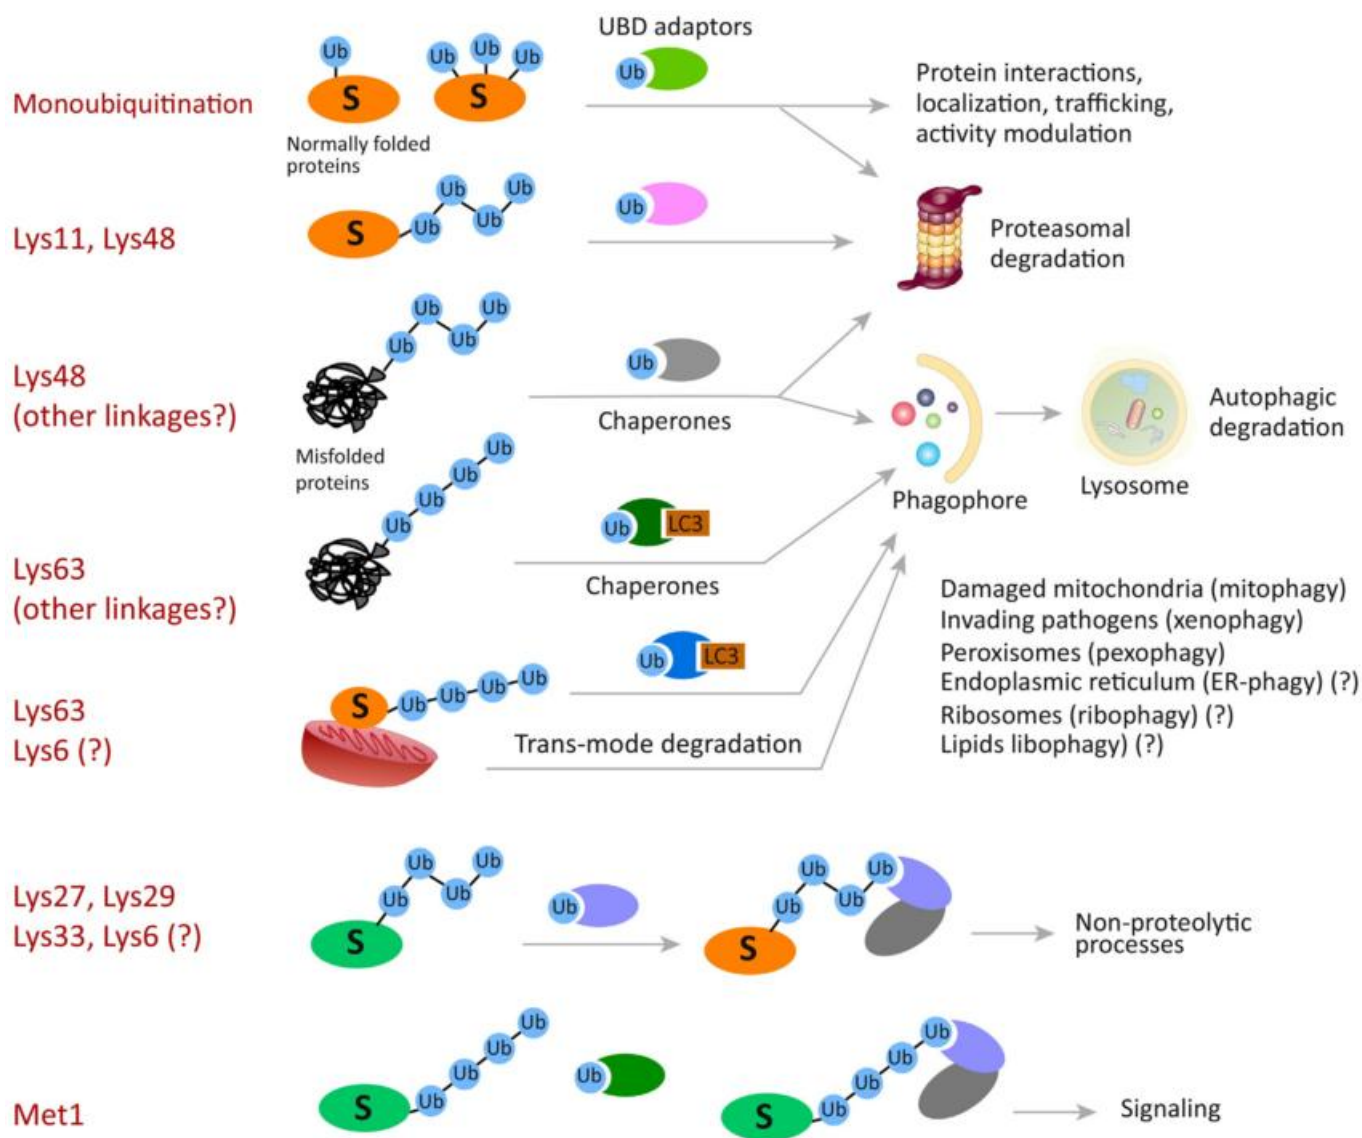 UBD adaptors
Ub
Ub Ub Ub
Ub
Monoubiquitination
S
S
Protein interactions,
localization, trafficking,
activity modulation
Normally folded
proteins
Lys11, Lys48
S
Ub Ub Ub Ub
Ub
Proteasomal
degradation
Lys48
(other linkages?)
Ub Ub Ub Ub
Ub
Chaperones
Misfolded
proteins
Phagophore
Lysosome
Autophagic
degradation
Lys63
(other linkages?)
Ub Ub Ub Ub
Ub
LC3
Chaperones
Damaged mitochondria (mitophagy)
Invading pathogens (xenophagy)
Peroxisomes (pexophagy)
Endoplasmic reticulum (ER-phagy) (?)
Ribosomes (ribophagy) (?)
Lipids libophagy) (?)
Lys63
Lys6 (?)
S
Ub Ub Ub Ub
Ub
LC3
Trans-mode degradation
Lys27, Lys29
Lys33, Lys6 (?)
S
Ub Ub Ub Ub
Ub
S
Ub Ub Ub Ub
Non-proteolytic
processes
Met1
S
Ub Ub Ub Ub
Ub
S
Ub Ub Ub Ub
Signaling